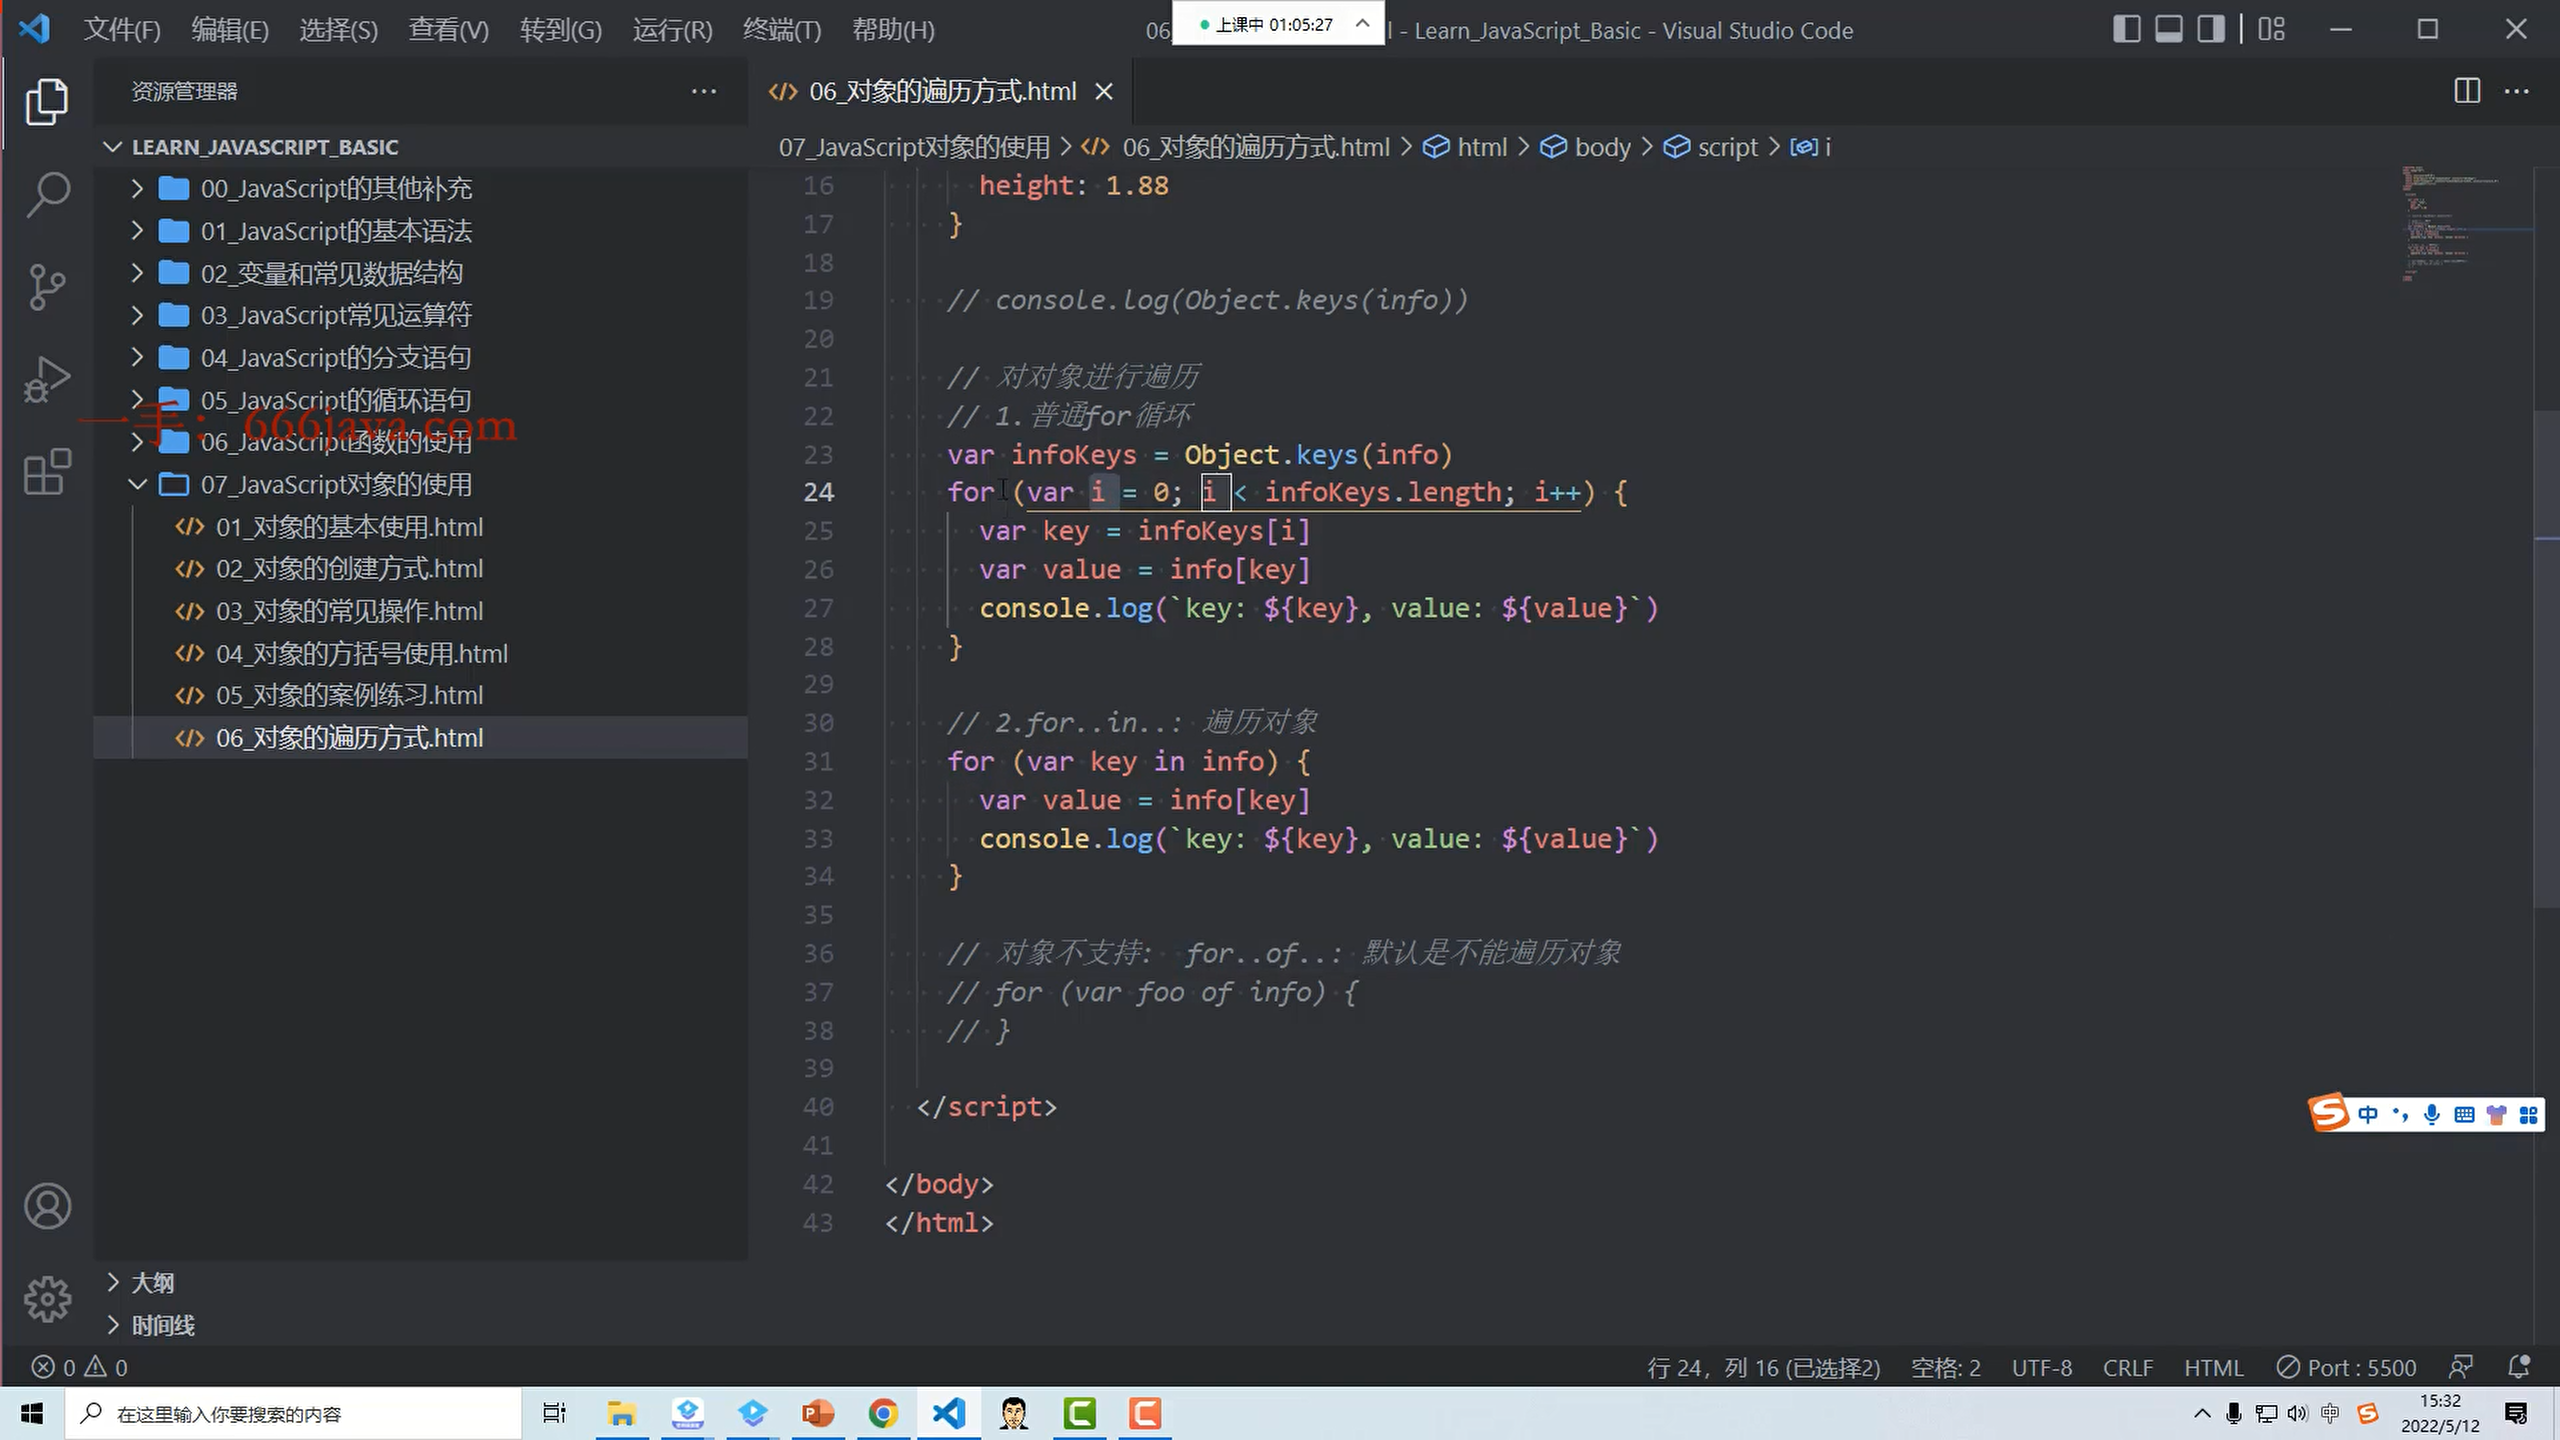 文件(F) 编辑(E) 选择(S) 查看(V) 转到(G) 运行(R) 终端(T) 帮助(H)
06
上课中 01:05:27
l - Learn_JavaScript_Basic - Visual Studio Code
资源管理器
LEARN_JAVASCRIPT_BASIC
00_JavaScript的其他补充
01_JavaScript的基本语法
02_变量和常见数据结构
03_JavaScript常见运算符
04_JavaScript的分支语句
05_JavaScript的循环语句
一手：666java.com
06_JavaScript函数的使用
07_JavaScript对象的使用
01_对象的基本使用.html
02_对象的创建方式.html
03_对象的常见操作.html
04_对象的方括号使用.html
05_对象的案例练习.html
06_对象的遍历方式.html
大纲
时间线
06_对象的遍历方式.html
07_JavaScript对象的使用 > 06_对象的遍历方式.html > html > body > script > i
16 height: 1.88
17 }
18
19 // console.log(Object.keys(info))
20
21 // 对对象进行遍历
22 // 1.普通for循环
23 var infoKeys = Object.keys(info)
24 for (var i = 0; i < infoKeys.length; i++) {
25 var key = infoKeys[i]
26 var value = info[key]
27 console.log(`key: ${key}, value: ${value}`)
28 }
29
30 // 2.for..in..: 遍历对象
31 for (var key in info) {
32 var value = info[key]
33 console.log(`key: ${key}, value: ${value}`)
34 }
35
36 // 对象不支持: for..of..: 默认是不能遍历对象
37 // for (var foo of info) {
38 // }
39
40 </script>
41
42 </body>
43 </html>
中
0 0
行 24，列 16 (已选择2) 空格: 2 UTF-8 CRLF HTML Port : 5500
在这里输入你要搜索的内容
中
15:32
2022/5/12